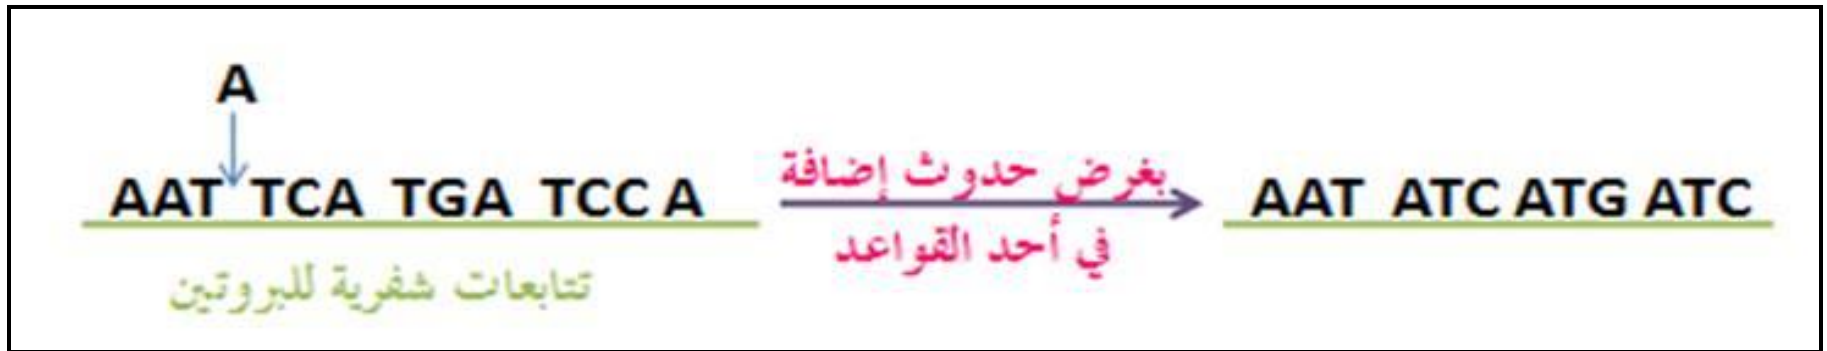 A
AAT TCA TGA TCC A
بغرض حدوث إضافة
في أحد القواعد
AAT ATC ATG ATC
تتابعات شفرية للبروتين